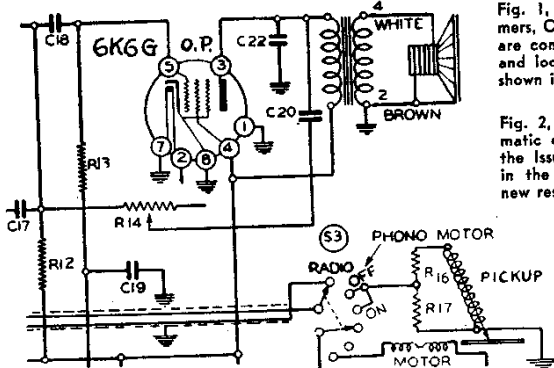 C18
6K6G O.P.
5
3
C22
4
WHITE
2
BROWN
C20
1
7
2
8
4
R13
R14
C17
R12
C19
S3
PHONO MOTOR
RADIO
OFF
ON
R16
R17
PICKUP
MOTOR
Fig. 1,
mers, C
are con
and loc
shown i
Fig. 2,
matic o
the Issu
in the
new res